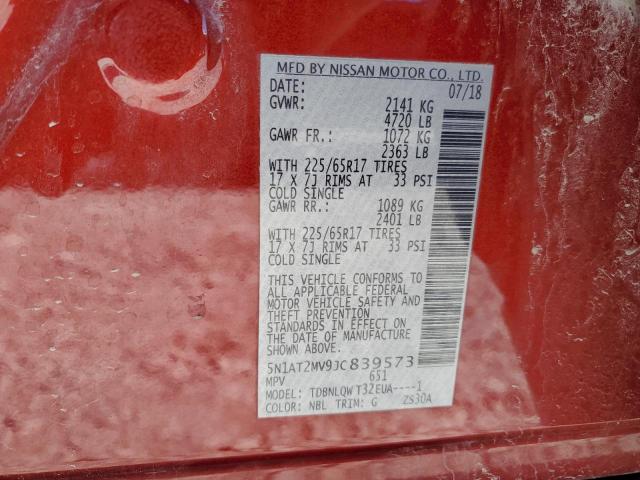 MFD BY NISSAN MOTOR CO., LTD.
DATE: 07/18
GVWR: 2141 KG
4720 LB
GAWR FR.: 1072 KG
2363 LB
WITH 225/65R17 TIRES
17 X 7J RIMS AT 33 PSI
COLD SINGLE
GAWR RR.: 1089 KG
2401 LB
WITH 225/65R17 TIRES
17 X 7J RIMS AT 33 PSI
COLD SINGLE
THIS VEHICLE CONFORMS TO
ALL APPLICABLE FEDERAL
MOTOR VEHICLE SAFETY AND
THEFT PREVENTION
STANDARDS IN EFFECT ON
THE DATE OF MANUFACTURE
SHOWN ABOVE.
5N1AT2MV9JC839573
MPV 651
MODEL: TDBNLQWT32EUA----1
COLOR: NBL TRIM: G ZS30A